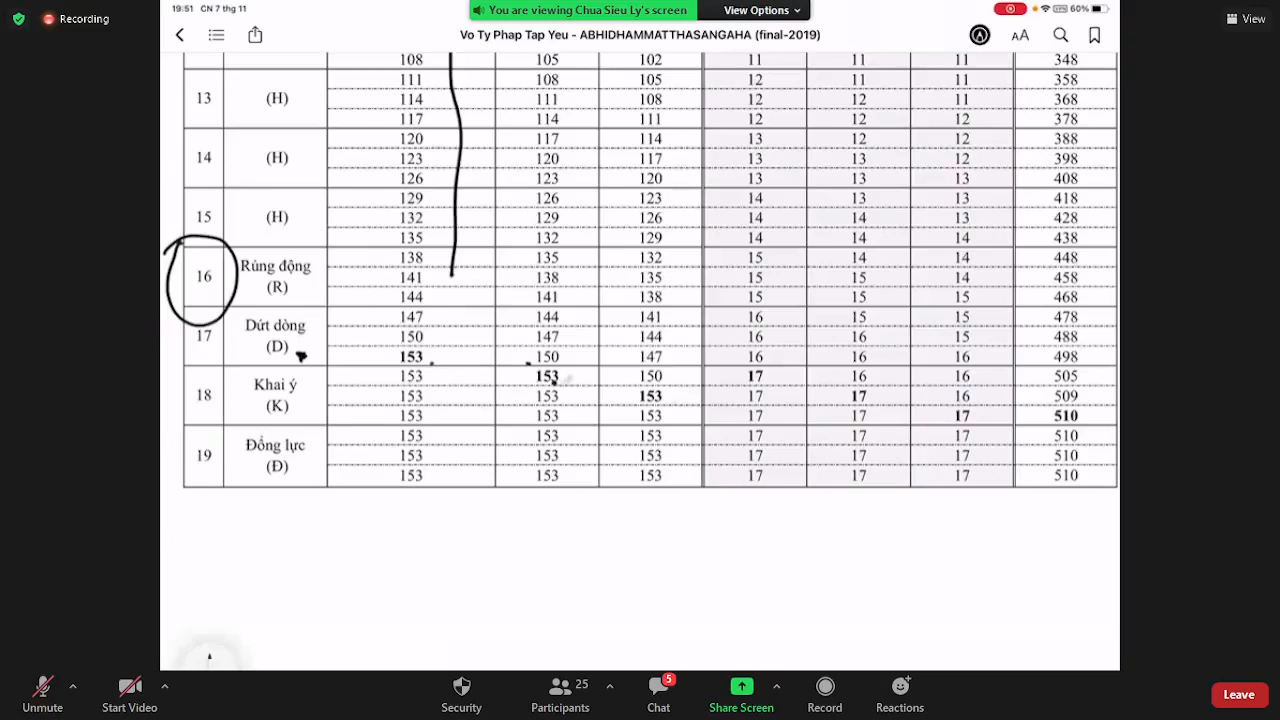 19:51 CN 7 thg 11
Recording
You are viewing Chua Sieu Ly's screen
View Options
60%
View
Vo Ty Phap Tap Yeu - ABHIDHAMMATTHASANGAHA (final-2019)
AA
108 105 102 11 11 11 348
111 108 105 12 11 11 358
13 (H) 114 111 108 12 12 11 368
117 114 111 12 12 12 378
120 117 114 13 12 12 388
14 (H) 123 120 117 13 13 12 398
126 123 120 13 13 13 408
129 126 123 14 13 13 418
15 (H) 132 129 126 14 14 13 428
135 132 129 14 14 14 438
138 135 132 15 14 14 448
16 Rúng động (R) 141 138 135 15 15 14 458
144 141 138 15 15 15 468
147 144 141 16 15 15 478
17 Dứt dòng (D) 150 147 144 16 16 15 488
153 150 147 16 16 16 498
153 153 150 17 16 16 505
18 Khai ý (K) 153 153 153 17 17 16 509
153 153 153 17 17 17 510
153 153 153 17 17 17 510
19 Đổng lực (Đ) 153 153 153 17 17 17 510
153 153 153 17 17 17 510
Unmute
Start Video
Security
25
Participants
5
Chat
Share Screen
Record
Reactions
Leave